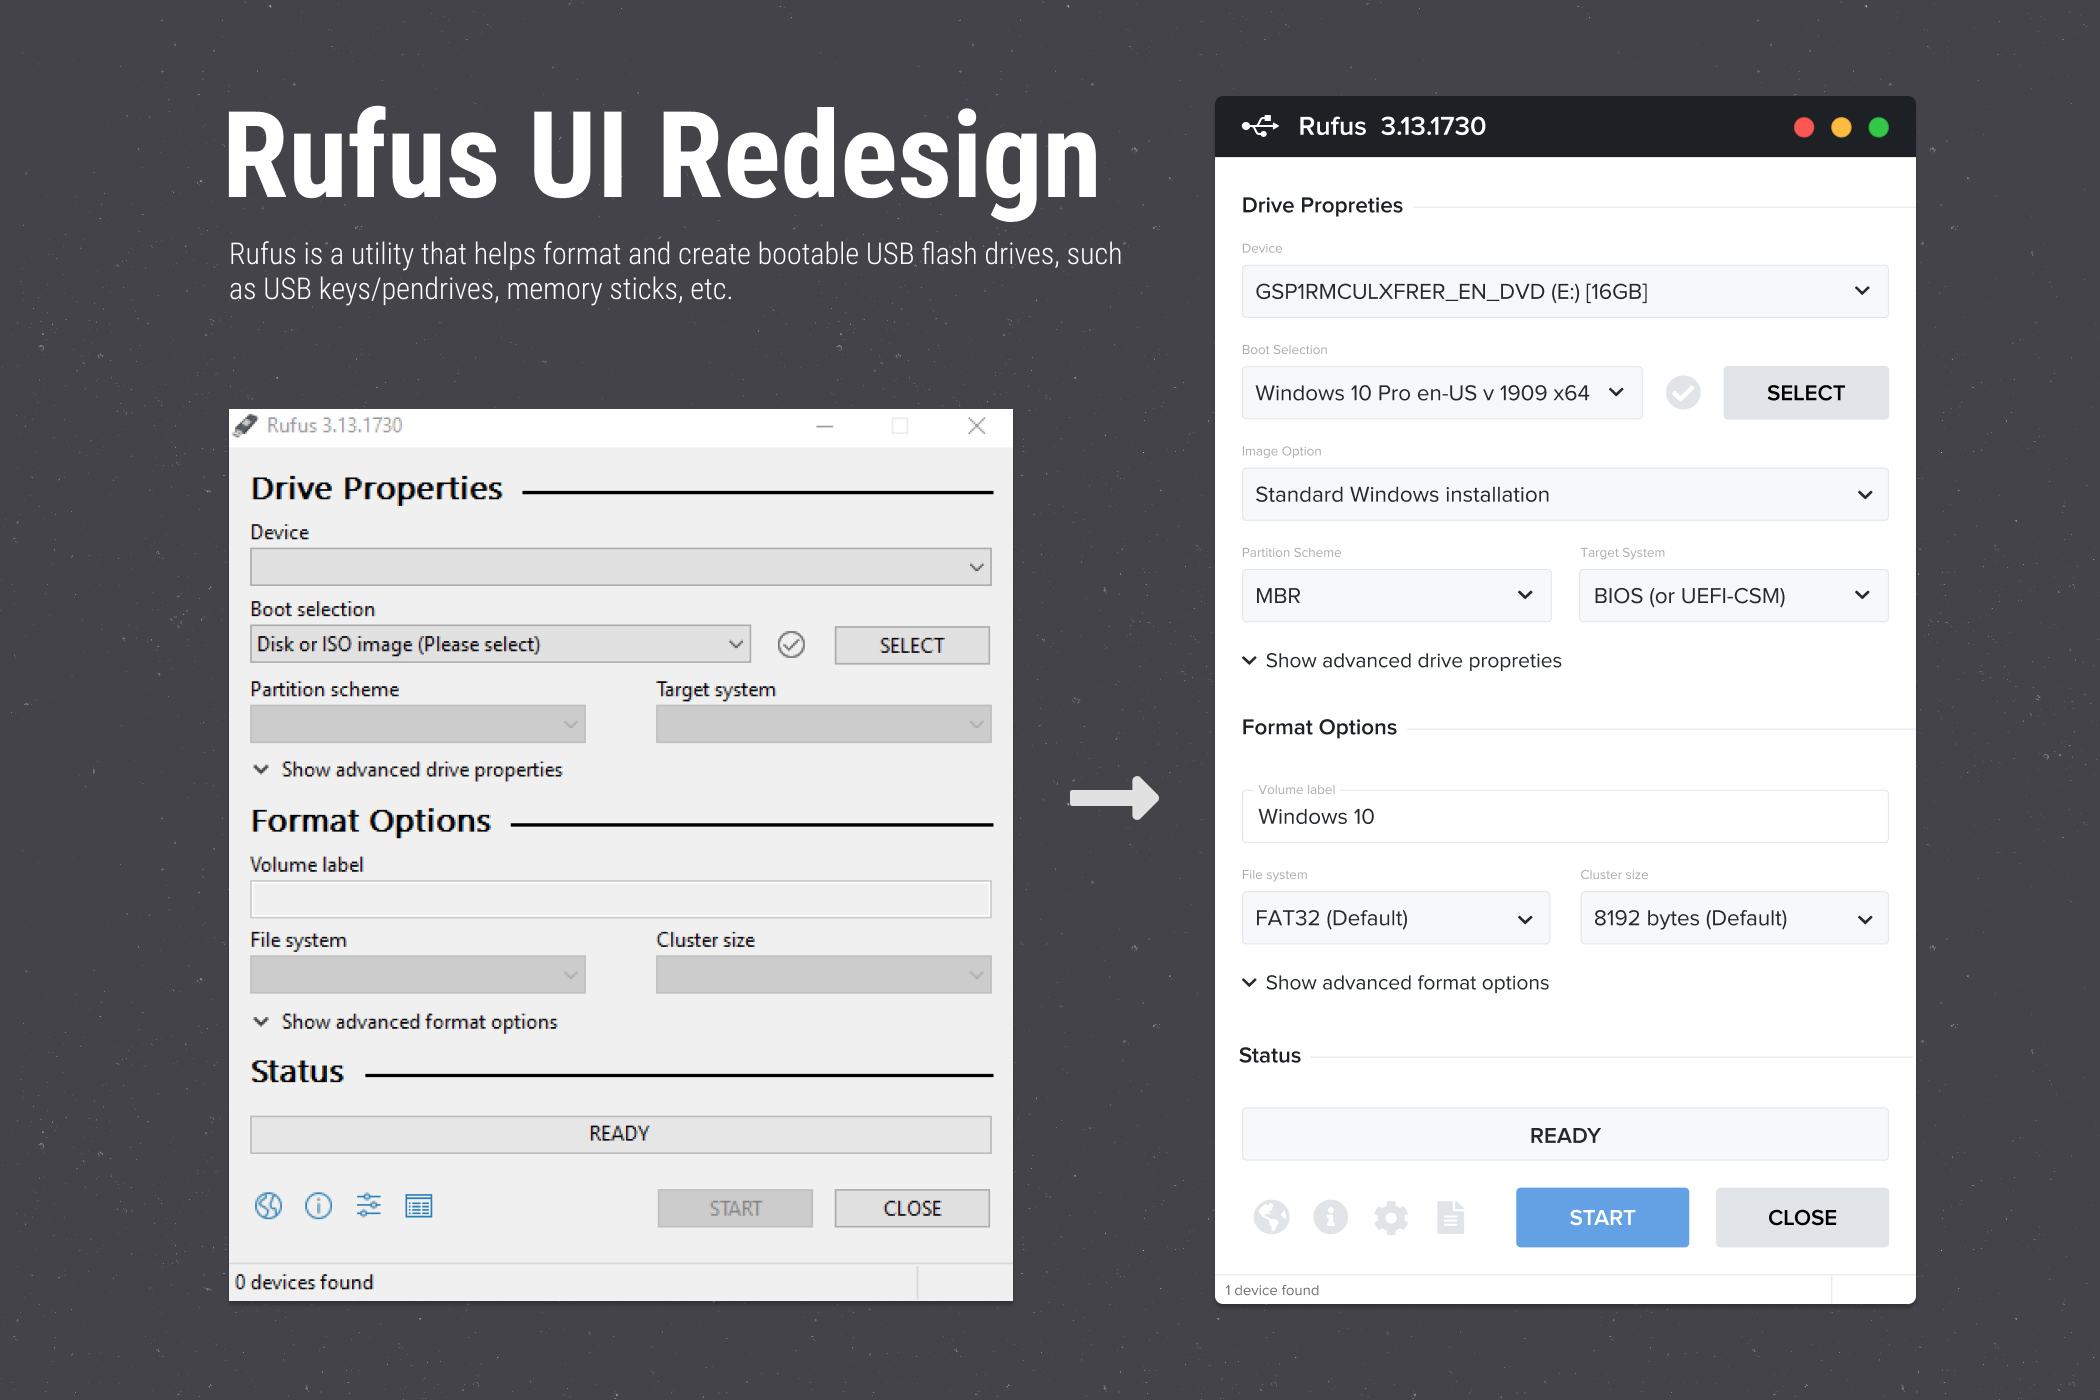 Rufus UI Redesign
Rufus is a utility that helps format and create bootable USB flash drives, such
as USB keys/pendrives, memory sticks, etc.
Rufus 3.13.1730
Drive Properties
Device
Boot selection
Disk or ISO image (Please select)
SELECT
Partition scheme
Target system
Show advanced drive properties
Format Options
Volume label
File system
Cluster size
Show advanced format options
Status
READY
START
CLOSE
0 devices found
Rufus 3.13.1730
Drive Propreties
Device
GSP1RMCULXFRER_EN_DVD (E:) [16GB]
Boot Selection
Windows 10 Pro en-US v 1909 x64
SELECT
Image Option
Standard Windows installation
Partition Scheme
Target System
MBR
BIOS (or UEFI-CSM)
Show advanced drive propreties
Format Options
Volume label
Windows 10
File system
Cluster size
FAT32 (Default)
8192 bytes (Default)
Show advanced format options
Status
READY
START
CLOSE
1 device found